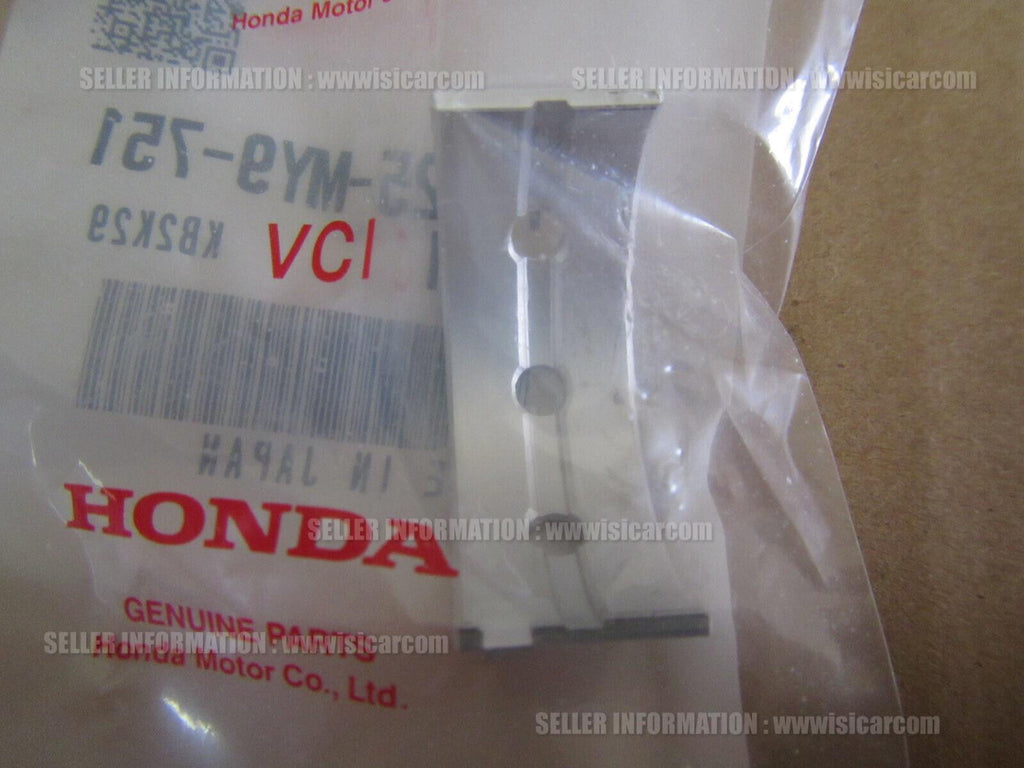 Honda Motor
SELLER INFORMATION : wwwisicarcom
SELLER INFORMATION : wwwisicarcom
25-MY9-751
KB2K29
VCI
IN JAPAN
HONDA
SELLER INFORMATION : wwwisicarcom
GENUINE PARTS
SELLER INFORMATION : wwwisicarcom
Honda Motor Co., Ltd.
SELLER INFORMATION : wwwisicarcom